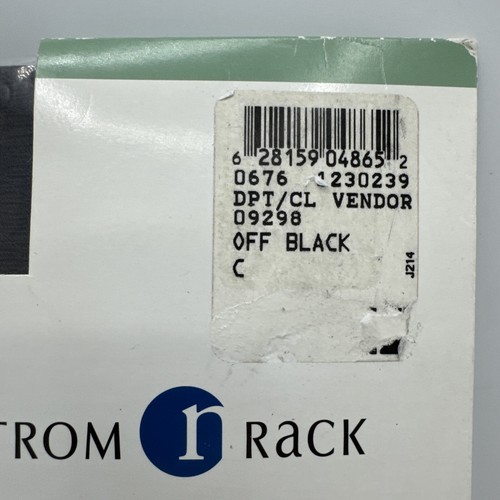 6 28159 04865 2
0676 1230239
DPT/CL VENDOR
09298
OFF BLACK
C
J214
TROM r RACK